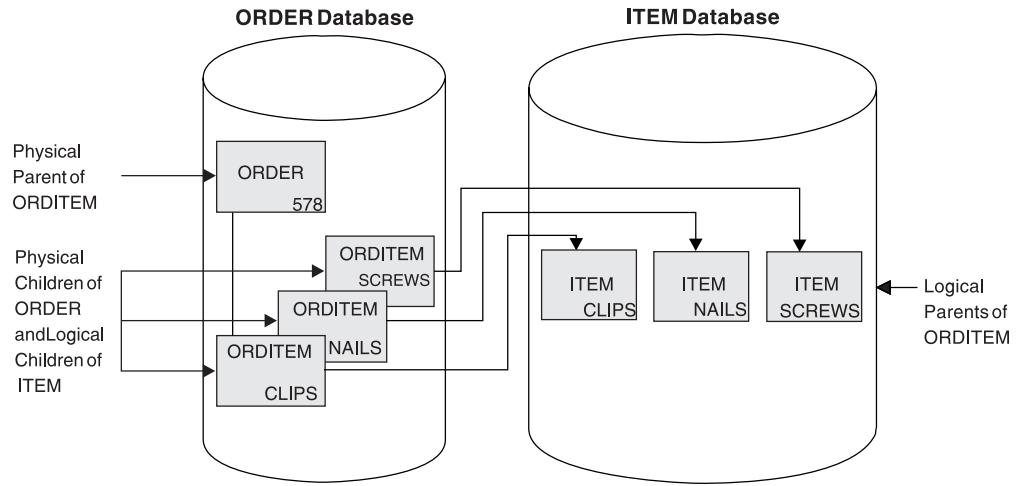 ORDER Database
ITEM Database
Physical
Parent of
ORDITEM
ORDER
578
Physical
Children of
ORDER
andLogical
Children of
ITEM
ORDITEM
SCREWS
ORDITEM
NAILS
ORDITEM
CLIPS
ITEM
CLIPS
ITEM
NAILS
ITEM
SCREWS
Logical
Parents of
ORDITEM